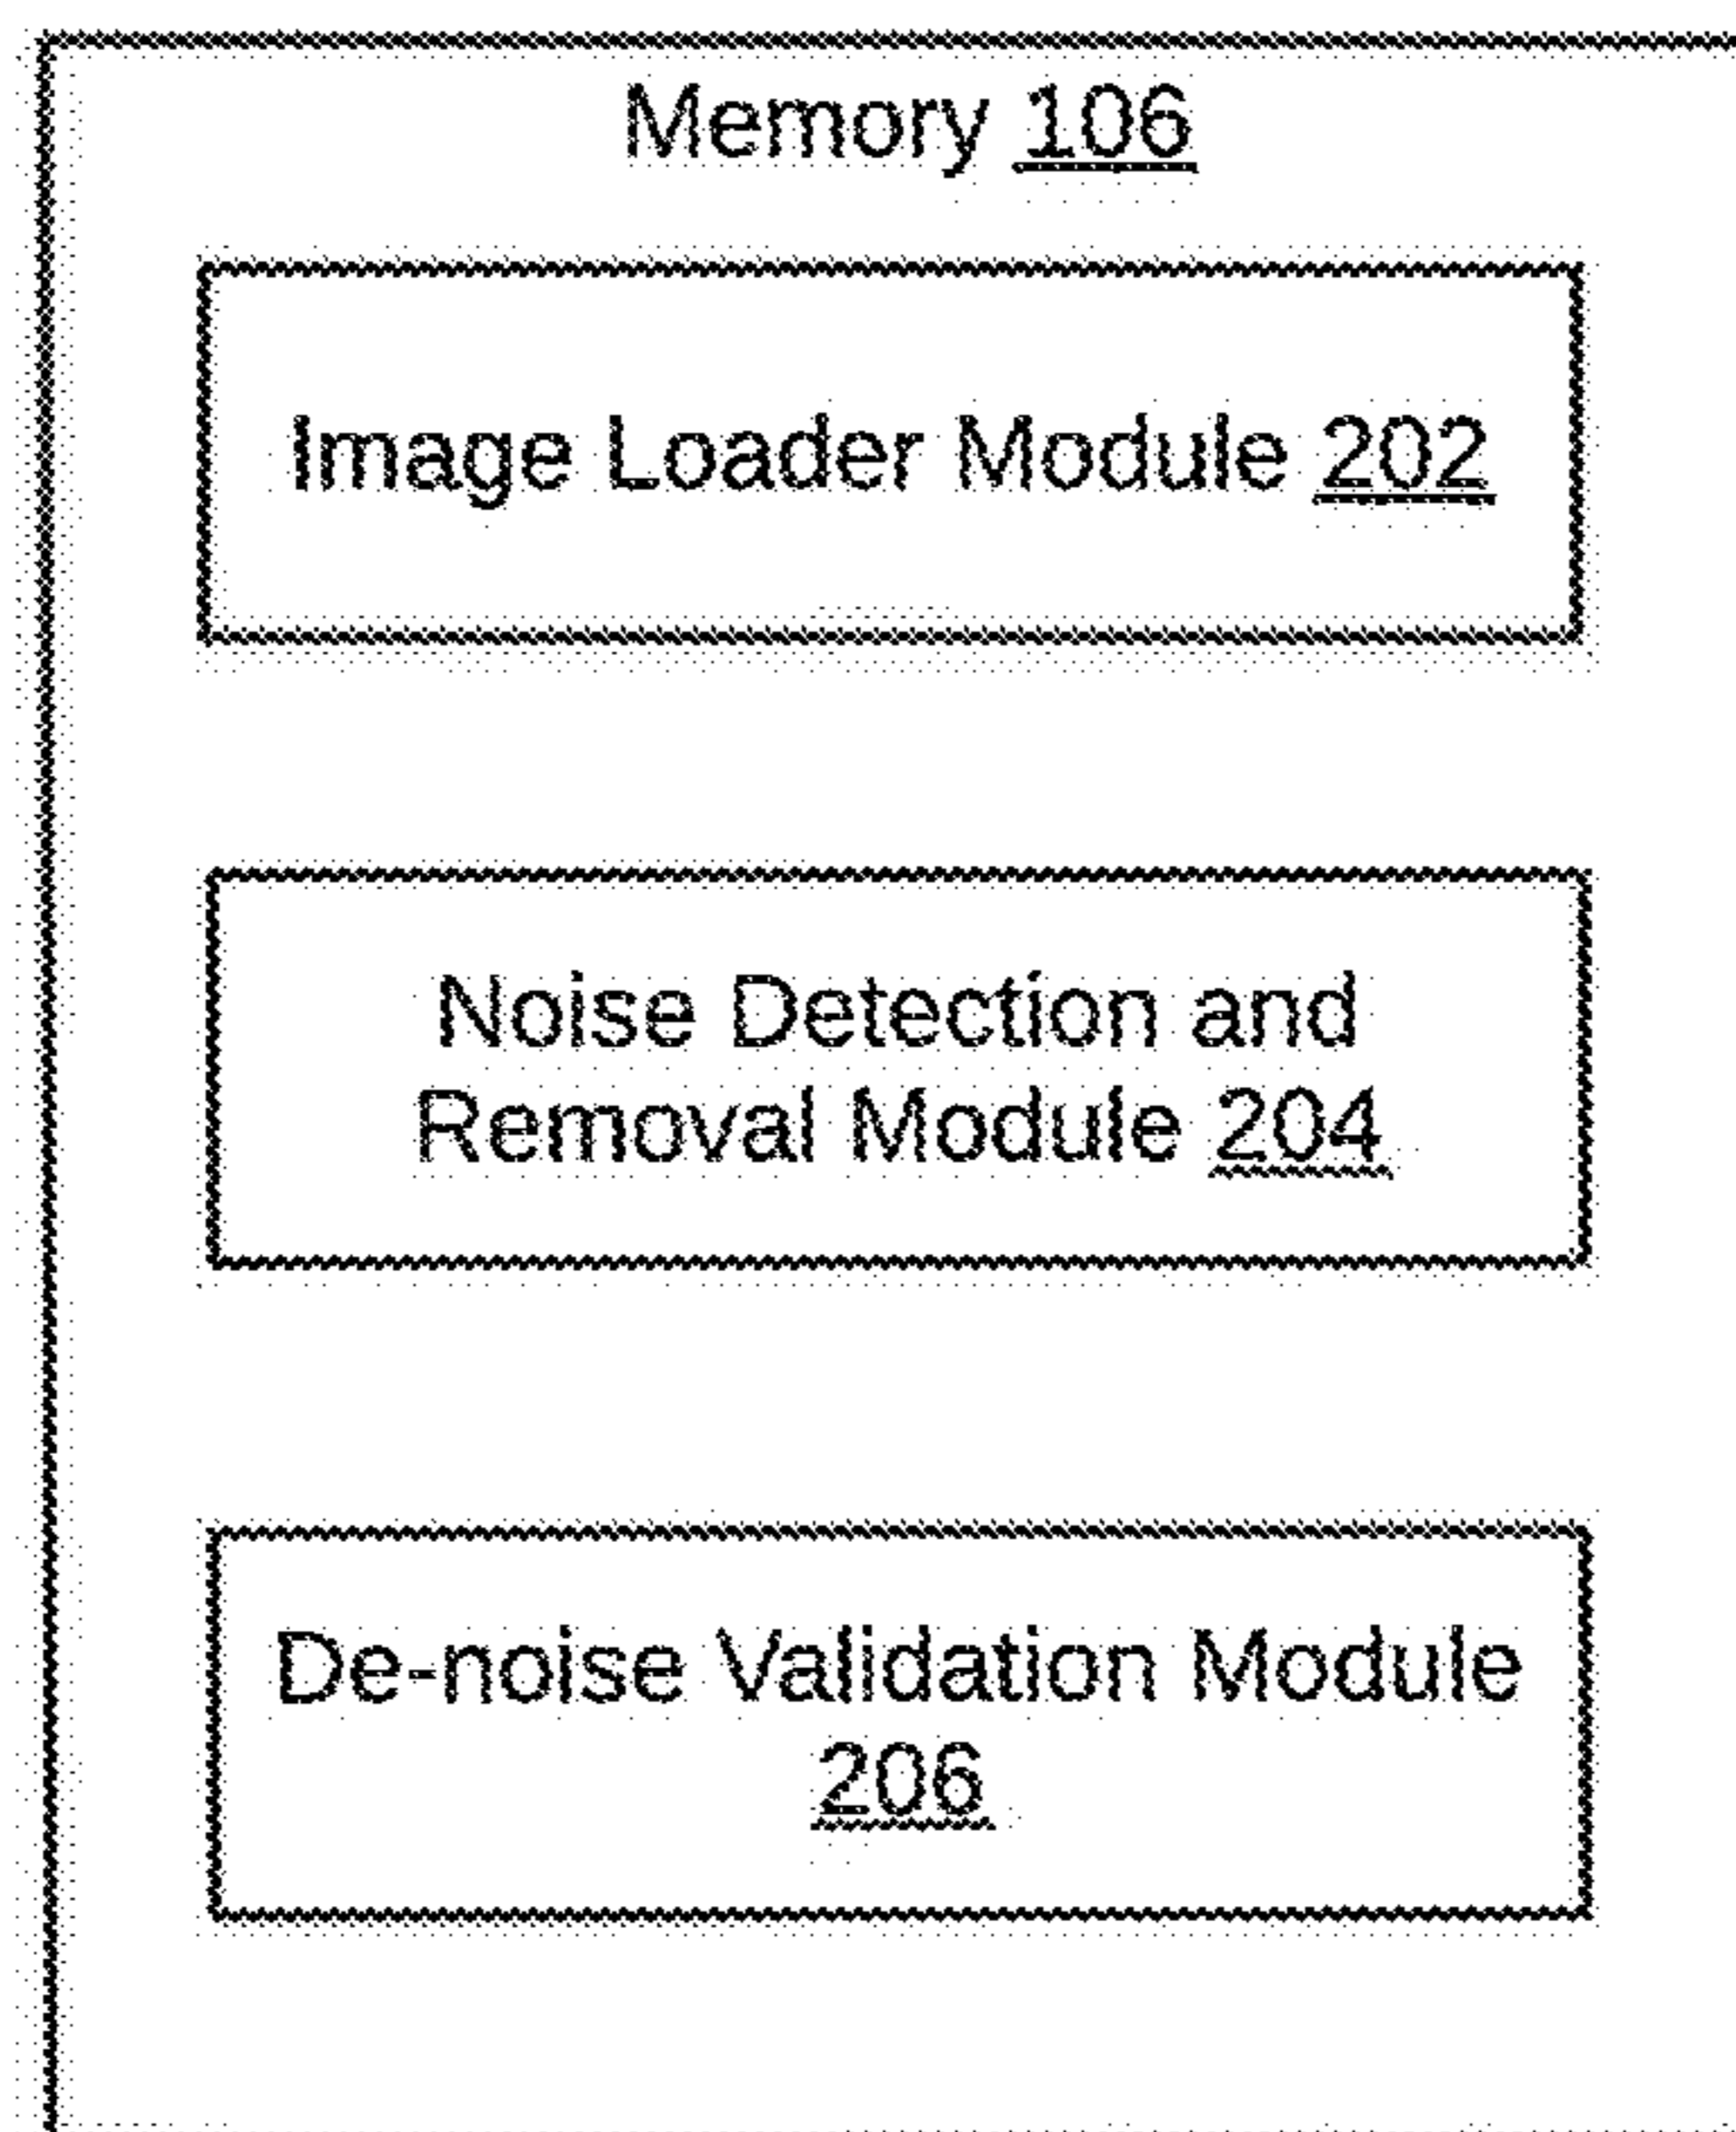 Memory 106
Image Loader Module 202
Noise Detection and
Removal Module 204
De-noise Validation Module
206